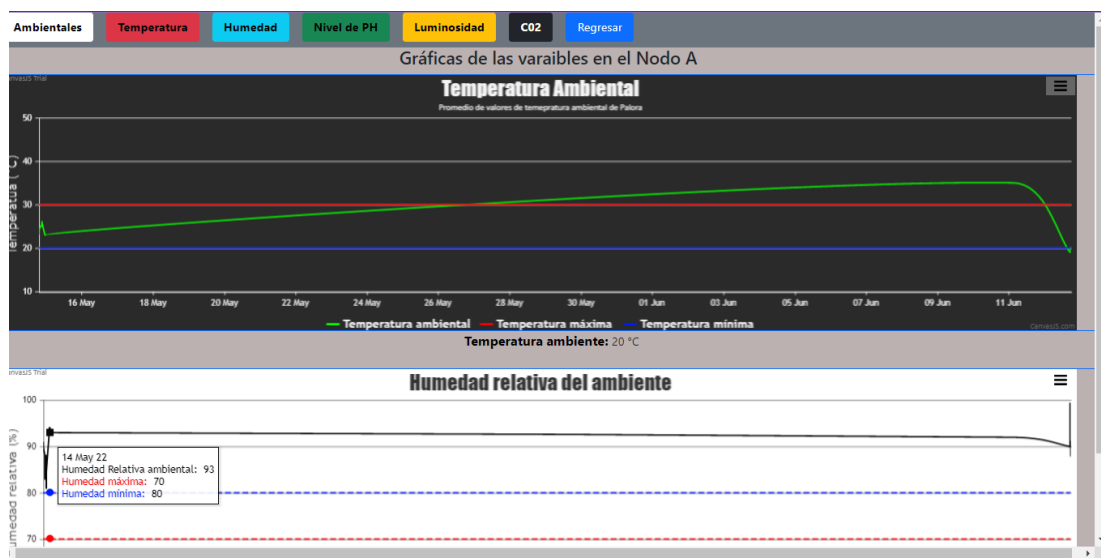 Ambientales Temperatura Humedad Nivel de PH Luminosidad C02 Regresar
Gráficas de las varaibles en el Nodo A
Trial
Temperatura Ambiental
Promedio de valores de temepratura ambiental de Palora
50
40
30
20
10
Temperatua ( °C)
16 May 18 May 20 May 22 May 24 May 26 May 28 May 30 May 01 Jun 03 Jun 05 Jun 07 Jun 09 Jun 11 Jun
Temperatura ambiental Temperatura máxima Temperatura mínima
CanvasJS.com
Temperatura ambiente: 20 °C
Trial
Humedad relativa del ambiente
100
90
80
70
relativa (%)
14 May 22
Humedad Relativa ambiental: 93
Humedad máxima: 70
Humedad mínima: 80